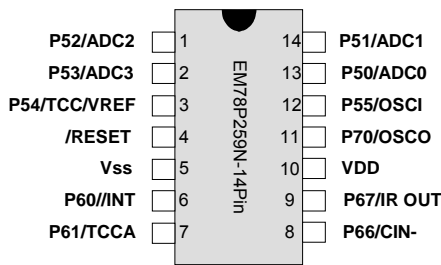 P52/ADC2 1 14 P51/ADC1
P53/ADC3 2 13 P50/ADC0
P54/TCC/VREF 3 12 P55/OSCI
/RESET 4 11 P70/OSCO
Vss 5 10 VDD
P60//INT 6 9 P67/IR OUT
P61/TCCA 7 8 P66/CIN-
EM78P259N-14Pin